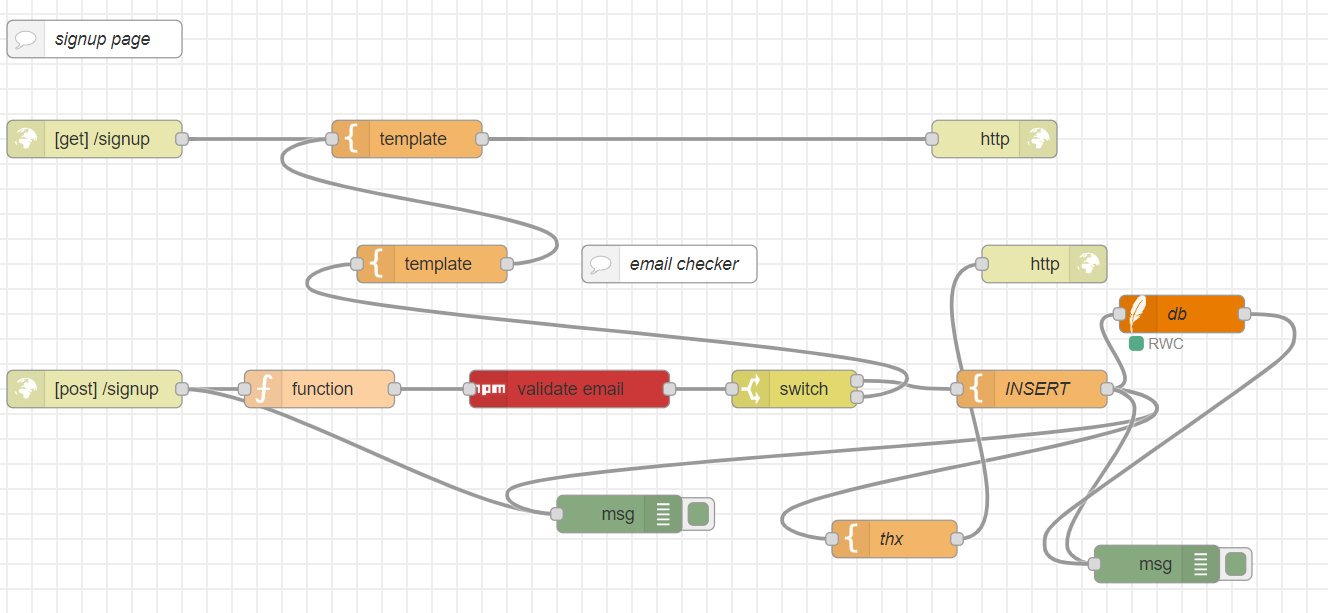 signup page
[get] /signup
template
http
template
email checker
http
db
RWC
[post] /signup
function
npm
validate email
switch
INSERT
msg
thx
msg